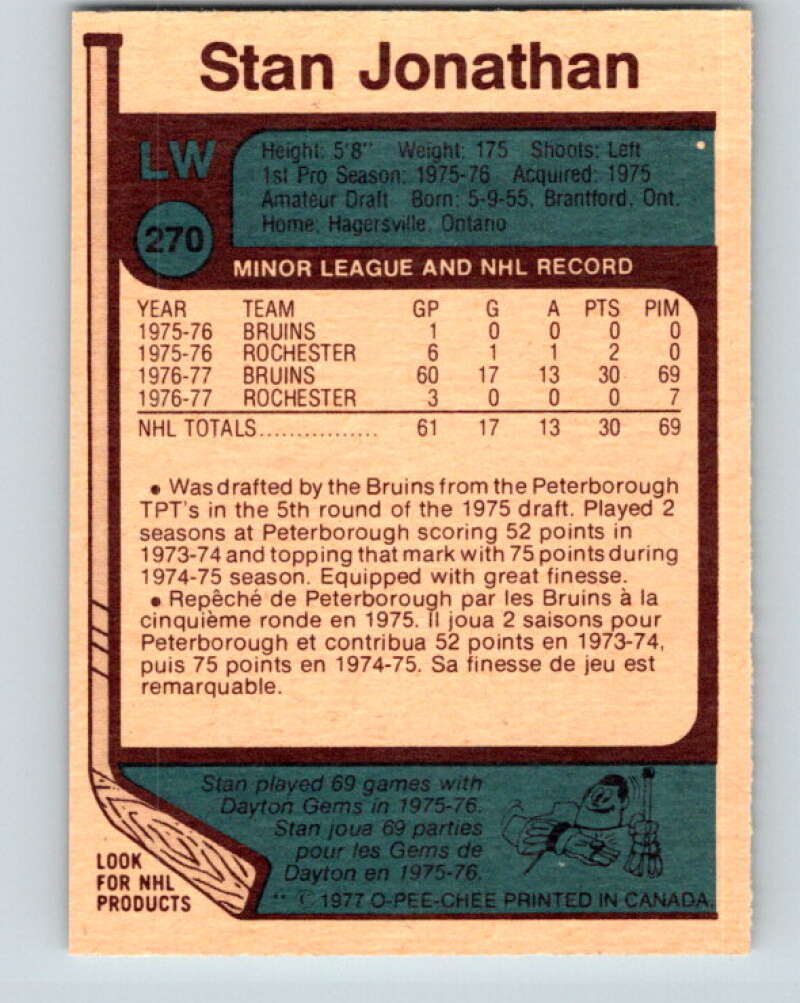 Stan Jonathan
LW
Height: 5'8" Weight: 175 Shoots: Left
1st Pro Season: 1975-76 Acquired: 1975
Amateur Draft Born: 5-9-55, Brantford, Ont.
Home: Hagersville, Ontario
270
MINOR LEAGUE AND NHL RECORD
YEAR TEAM GP G A PTS PIM
1975-76 BRUINS 1 0 0 0 0
1975-76 ROCHESTER 6 1 1 2 0
1976-77 BRUINS 60 17 13 30 69
1976-77 ROCHESTER 3 0 0 0 7
NHL TOTALS................ 61 17 13 30 69
• Was drafted by the Bruins from the Peterborough
TPT's in the 5th round of the 1975 draft. Played 2
seasons at Peterborough scoring 52 points in
1973-74 and topping that mark with 75 points during
1974-75 season. Equipped with great finesse.
• Repêché de Peterborough par les Bruins à la
cinquième ronde en 1975. Il joua 2 saisons pour
Peterborough et contribua 52 points en 1973-74,
puis 75 points en 1974-75. Sa finesse de jeu est
remarquable.
Stan played 69 games with
Dayton Gems in 1975-76.
Stan joua 69 parties
pour les Gems de
Dayton en 1975-76.
LOOK
FOR NHL
PRODUCTS
** © 1977 O-PEE-CHEE PRINTED IN CANADA.